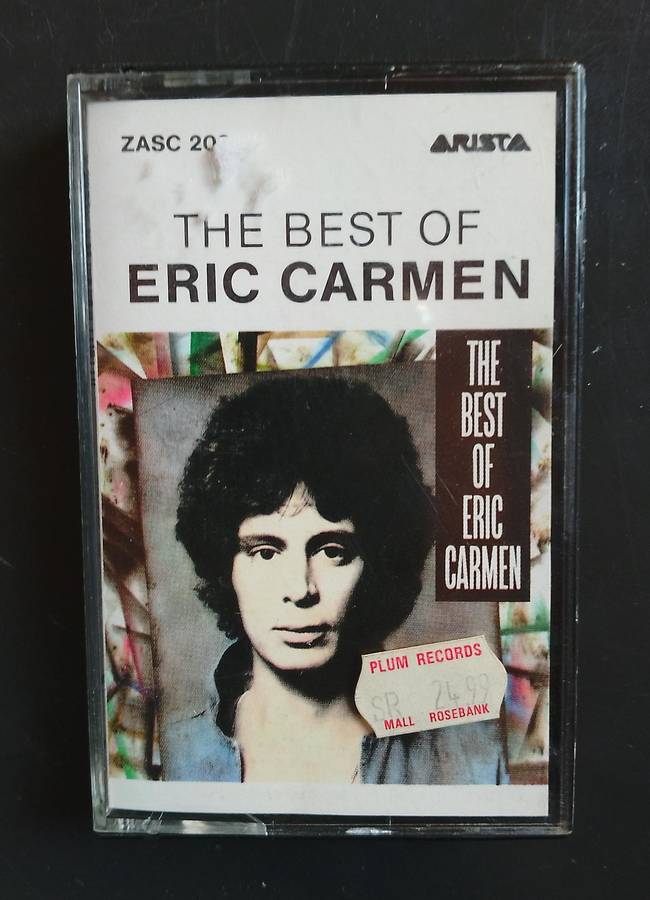 ZASC 20
ARISTA
THE BEST OF
ERIC CARMEN
THE
BEST
OF
ERIC
CARMEN
PLUM RECORDS
SR 24.99
MALL ROSEBANK